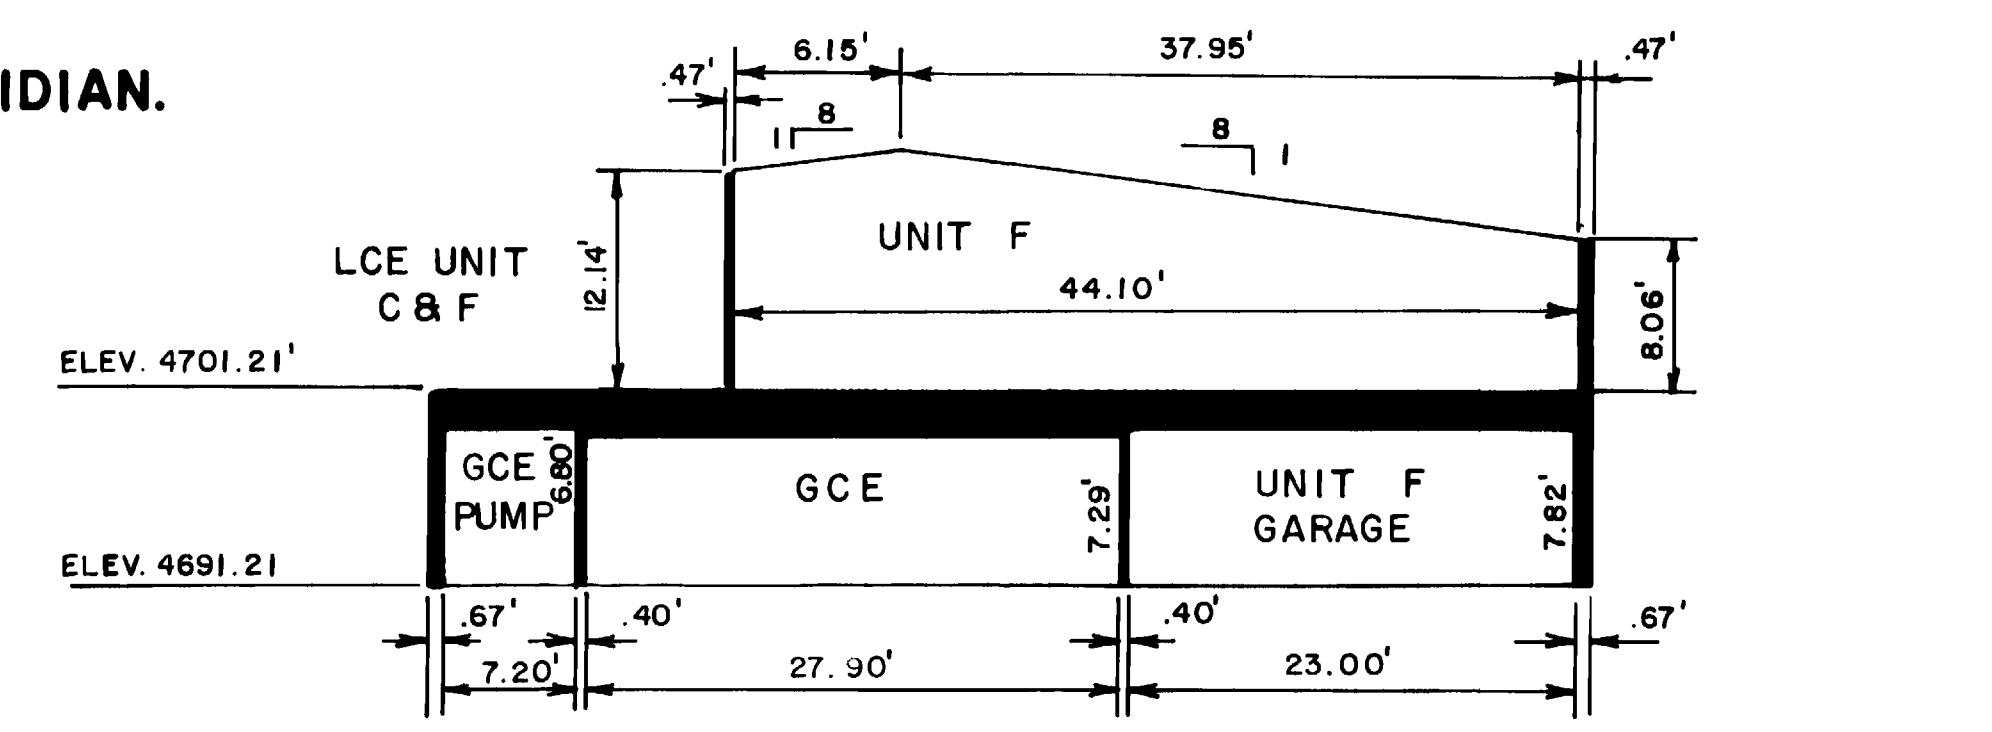 IDIAN.
.47'
6.15'
37.95'
.47'
1 8
8 1
UNIT F
LCE UNIT
C & F
12.14'
44.10'
8.06'
ELEV. 4701.21'
GCE
PUMP
6.80'
GCE
7.29'
UNIT F
GARAGE
7.82'
ELEV. 4691.21
.67'
.40'
.40'
.67'
7.20'
27.90'
23.00'